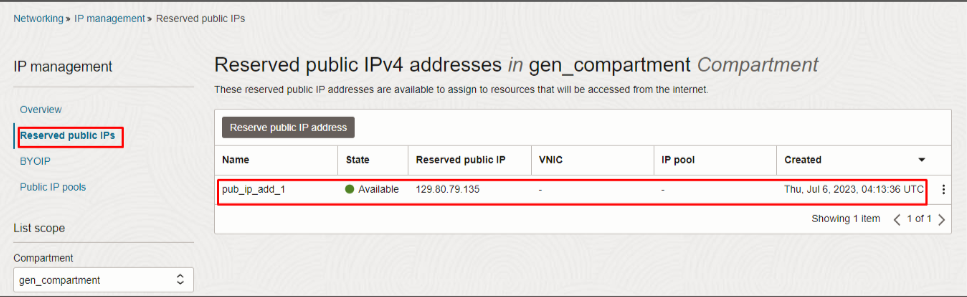 Networking » IP management » Reserved public IPs
IP management
Overview
Reserved public IPs
BYOIP
Public IP pools
List scope
Compartment
gen_compartment
Reserved public IPv4 addresses in gen_compartment Compartment
These reserved public IP addresses are available to assign to resources that will be accessed from the internet.
Reserve public IP address
Name State Reserved public IP VNIC IP pool Created
pub_ip_add_1 Available 129.80.79.135 - - Thu, Jul 6, 2023, 04:13:36 UTC
Showing 1 item < 1 of 1 >